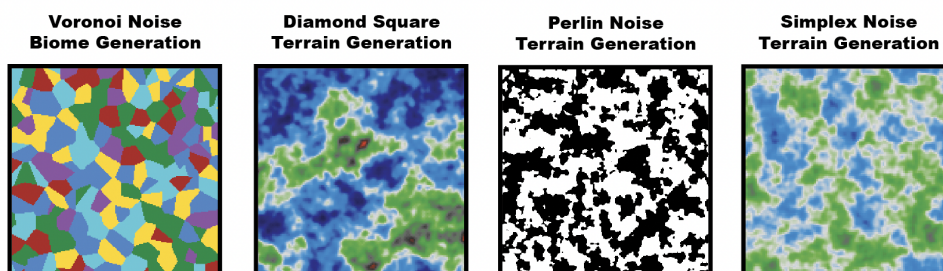 Voronoi Noise
Biome Generation
Diamond Square
Terrain Generation
Perlin Noise
Terrain Generation
Simplex Noise
Terrain Generation